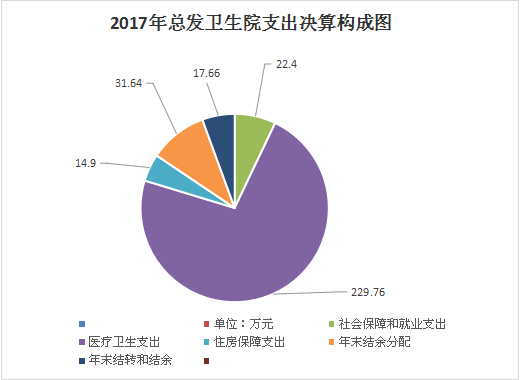 2017年总发卫生院支出决算构成图
22.4
17.66
31.64
14.9
229.76
单位：万元 社会保障和就业支出
医疗卫生支出 住房保障支出 年末结余分配
年末结转和结余